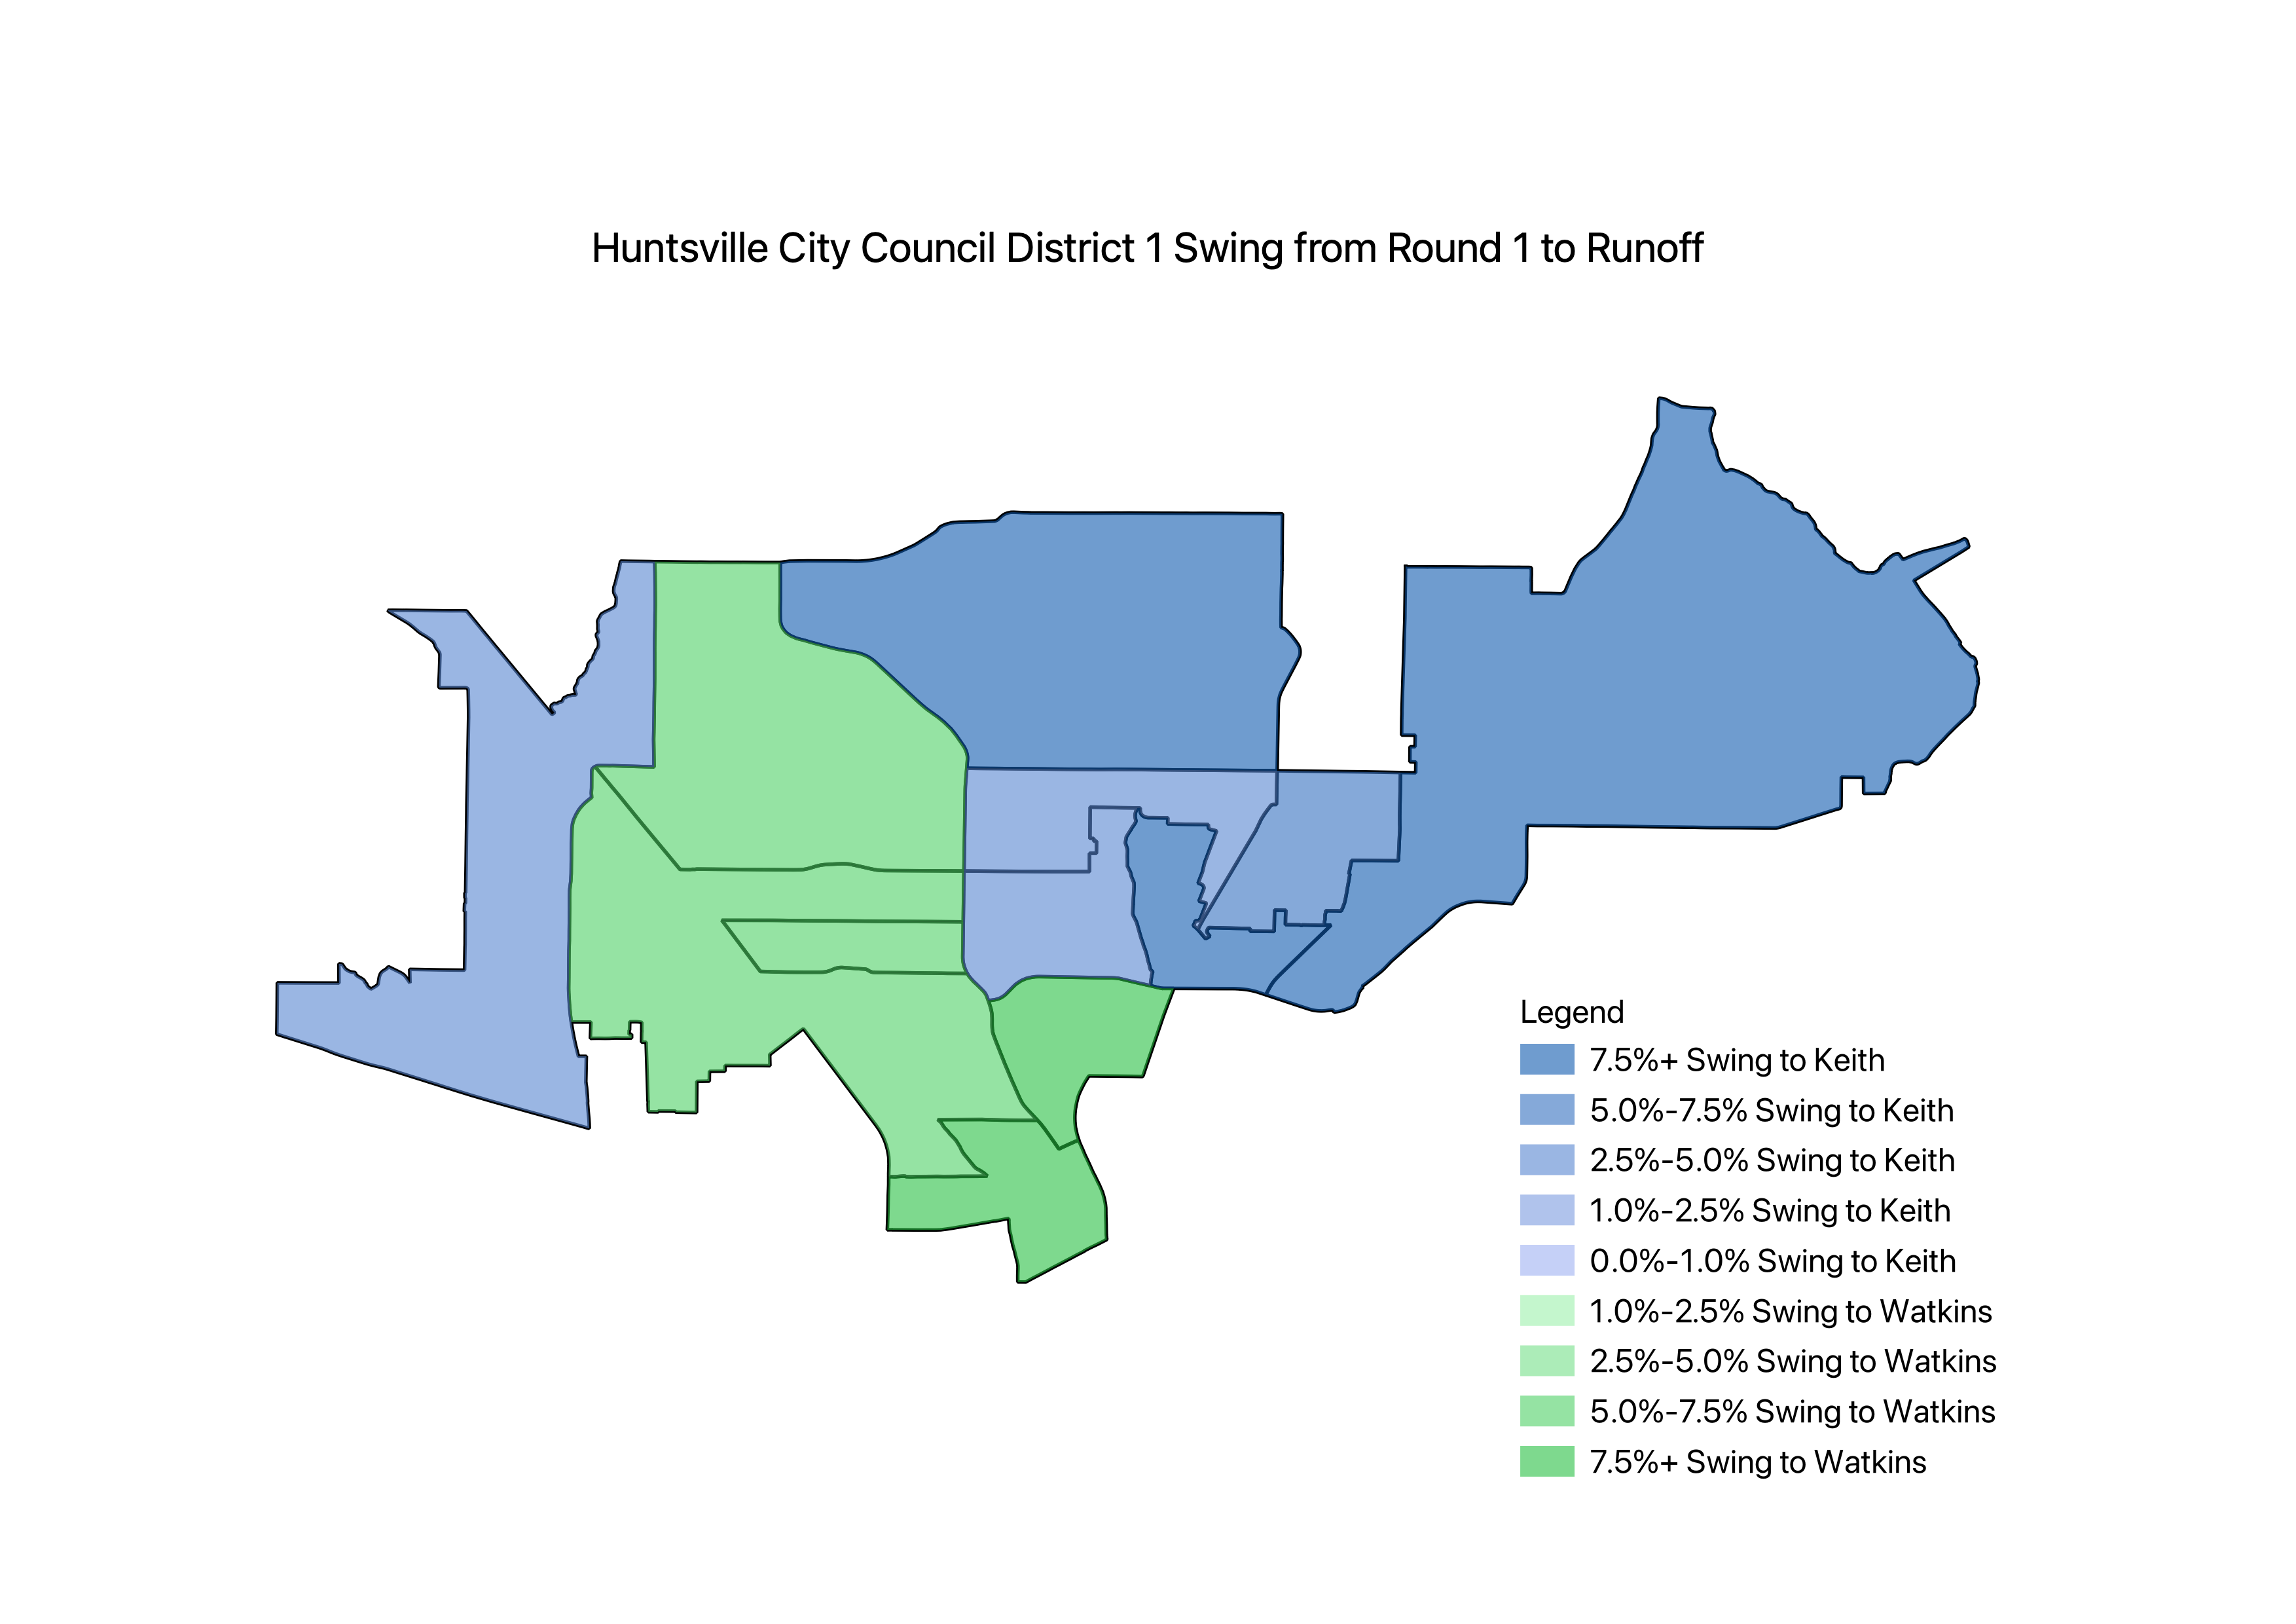 Huntsville City Council District 1 Swing from Round 1 to Runoff
Legend
7.5%+ Swing to Keith
5.0%-7.5% Swing to Keith
2.5%-5.0% Swing to Keith
1.0%-2.5% Swing to Keith
0.0%-1.0% Swing to Keith
1.0%-2.5% Swing to Watkins
2.5%-5.0% Swing to Watkins
5.0%-7.5% Swing to Watkins
7.5%+ Swing to Watkins